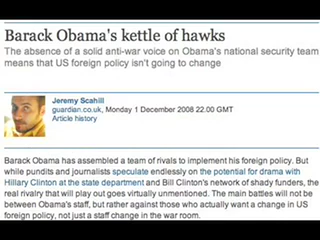 Barack Obama's kettle of hawks
The absence of a solid anti-war voice on Obama's national security team
means that US foreign policy isn't going to change
Jeremy Scahill
guardian.co.uk, Monday 1 December 2008 22.00 GMT
Article history
Barack Obama has assembled a team of rivals to implement his foreign policy. But
while pundits and journalists speculate endlessly on the potential for drama with
Hillary Clinton at the state department and Bill Clinton's network of shady funders, the
real rivalry that will play out goes virtually unmentioned. The main battles will not be
between Obama's staff, but rather against those who actually want a change in US
foreign policy, not just a staff change in the war room.